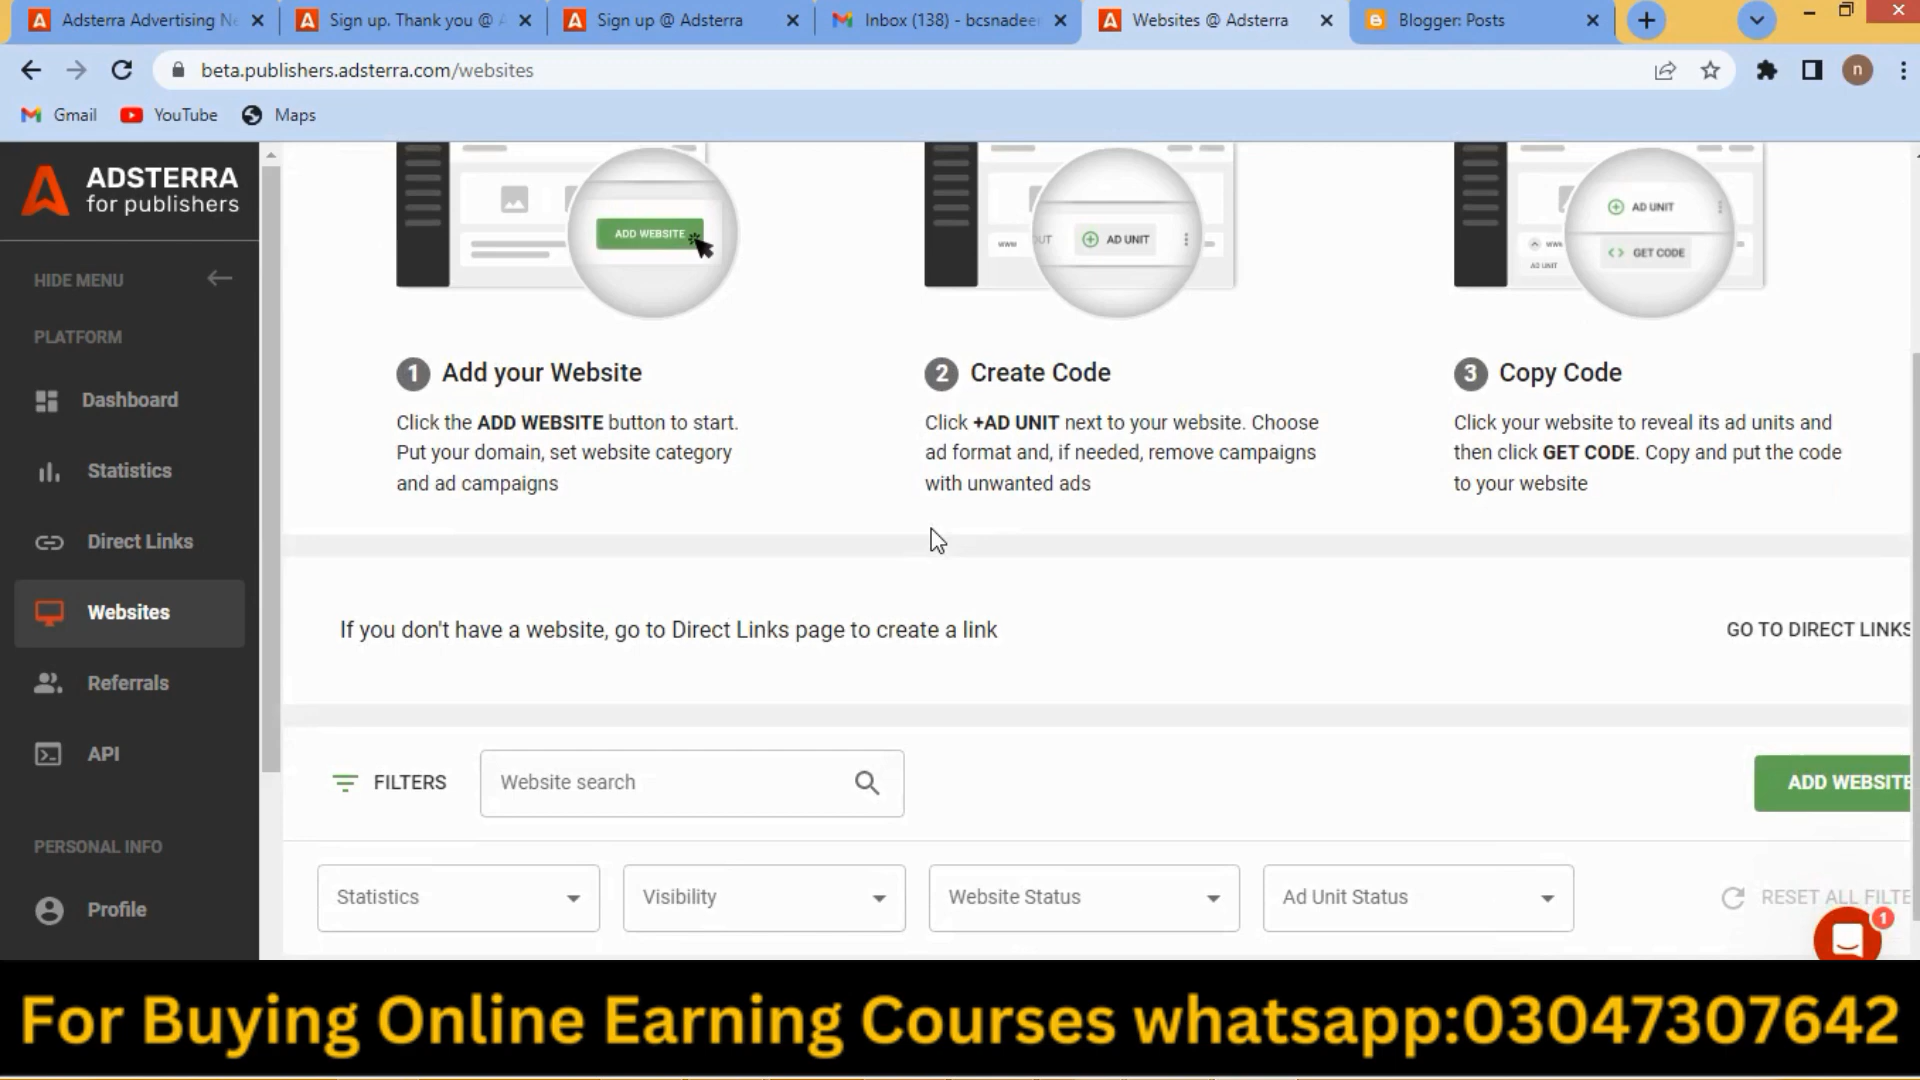 Adsterra Advertising Ne
Sign up. Thank you @ A
Sign up @ Adsterra
Inbox (138) - bcsnadeer
Websites @ Adsterra
Blogger: Posts
beta.publishers.adsterra.com/websites
n
Gmail
YouTube
Maps
ADSTERRA
for publishers
HIDE MENU
PLATFORM
Dashboard
Statistics
Direct Links
Websites
Referrals
API
PERSONAL INFO
Profile
ADD WEBSITE
WWW
OUT
AD UNIT
AD UNIT
WWW
GET CODE
AD UNIT
1 Add your Website
Click the ADD WEBSITE button to start.
Put your domain, set website category
and ad campaigns
2 Create Code
Click +AD UNIT next to your website. Choose
ad format and, if needed, remove campaigns
with unwanted ads
3 Copy Code
Click your website to reveal its ad units and
then click GET CODE. Copy and put the code
to your website
If you don't have a website, go to Direct Links page to create a link
GO TO DIRECT LINKS
FILTERS
Website search
ADD WEBSITE
Statistics
Visibility
Website Status
Ad Unit Status
RESET ALL FILTE
1
For Buying Online Earning Courses whatsapp:03047307642